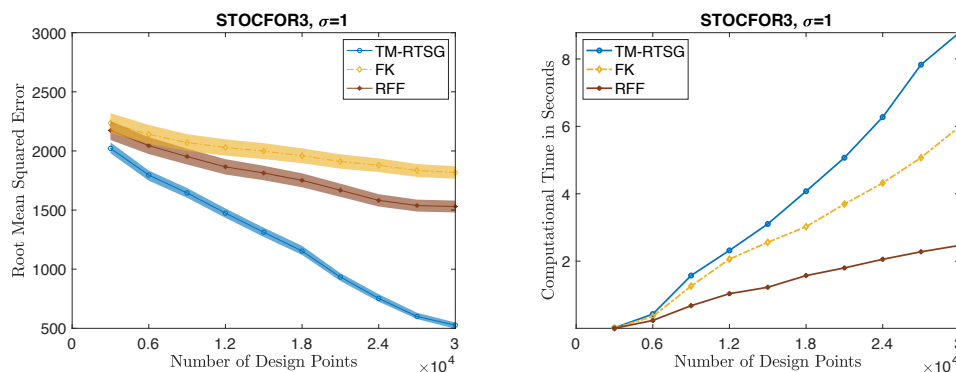 STOCFOR3, σ=1
Root Mean Squared Error
3000
2500
2000
1500
1000
500
TM-RTSG
FK
RFF
0 0.6 1.2 1.8 2.4 3
Number of Design Points
×10⁴
STOCFOR3, σ=1
Computational Time in Seconds
8
6
4
2
TM-RTSG
FK
RFF
0 0.6 1.2 1.8 2.4 3
Number of Design Points
×10⁴